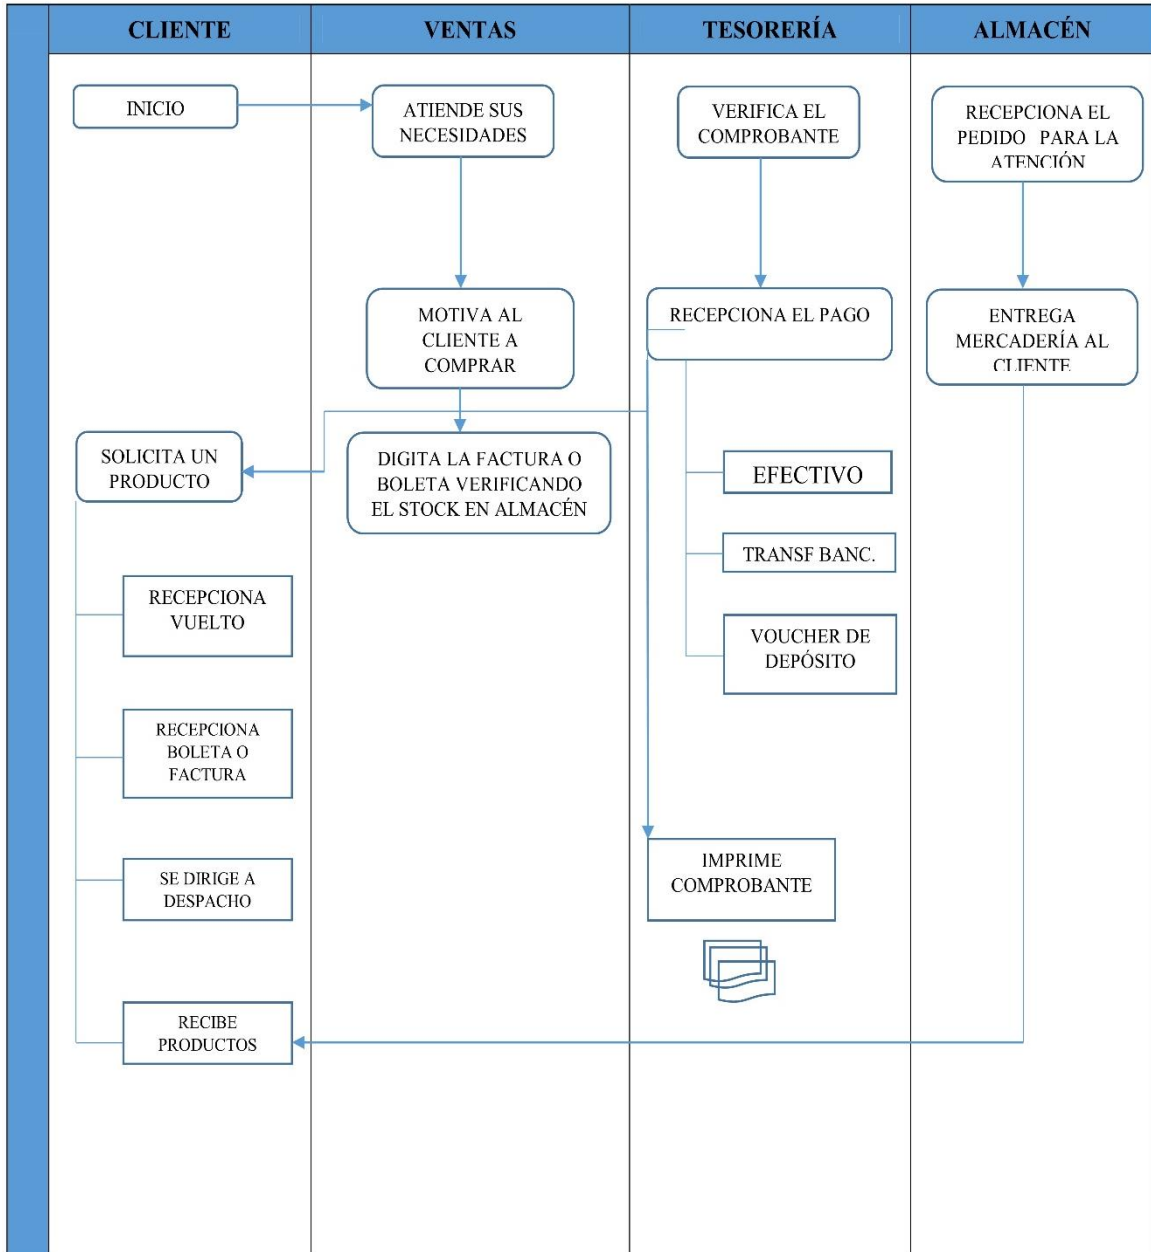 CLIENTE
VENTAS
TESORERÍA
ALMACÉN
INICIO
ATIENDE SUS
NECESIDADES
VERIFICA EL
COMPROBANTE
RECEPCIONA EL
PEDIDO PARA LA
ATENCIÓN
MOTIVA AL
CLIENTE A
COMPRAR
RECEPCIONA EL PAGO
ENTREGA
MERCADERÍA AL
CLIENTE
SOLICITA UN
PRODUCTO
DIGITA LA FACTURA O
BOLETA VERIFICANDO
EL STOCK EN ALMACÉN
EFECTIVO
TRANSF BANC.
RECEPCIONA
VUELTO
VOUCHER DE
DEPÓSITO
RECEPCIONA
BOLETA O
FACTURA
SE DIRIGE A
DESPACHO
IMPRIME
COMPROBANTE
RECIBE
PRODUCTOS